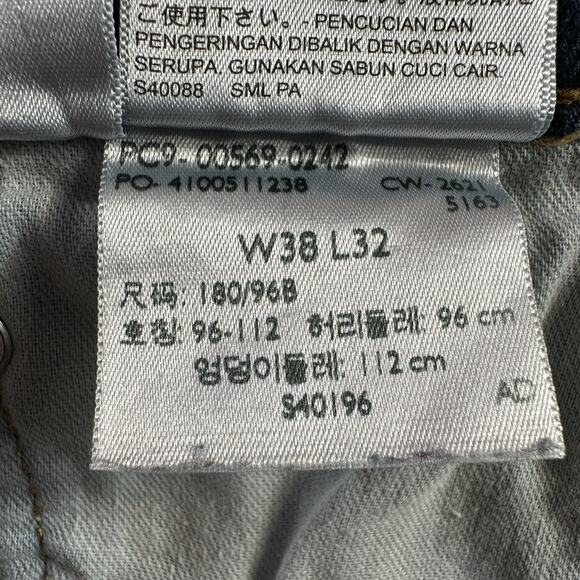 ご使用下さい。- PENCUCIAN DAN
PENGERINGAN DIBALIK DENGAN WARNA
SERUPA. GUNAKAN SABUN CUCI CAIR.
S40088 SML PA
PC9-00569-0242
PO-4100511238 CW-2621
5163
W38 L32
尺码: 180/96B
호칭: 96-112 허리둘레: 96 cm
엉덩이둘레: 112 cm
S40196 AD